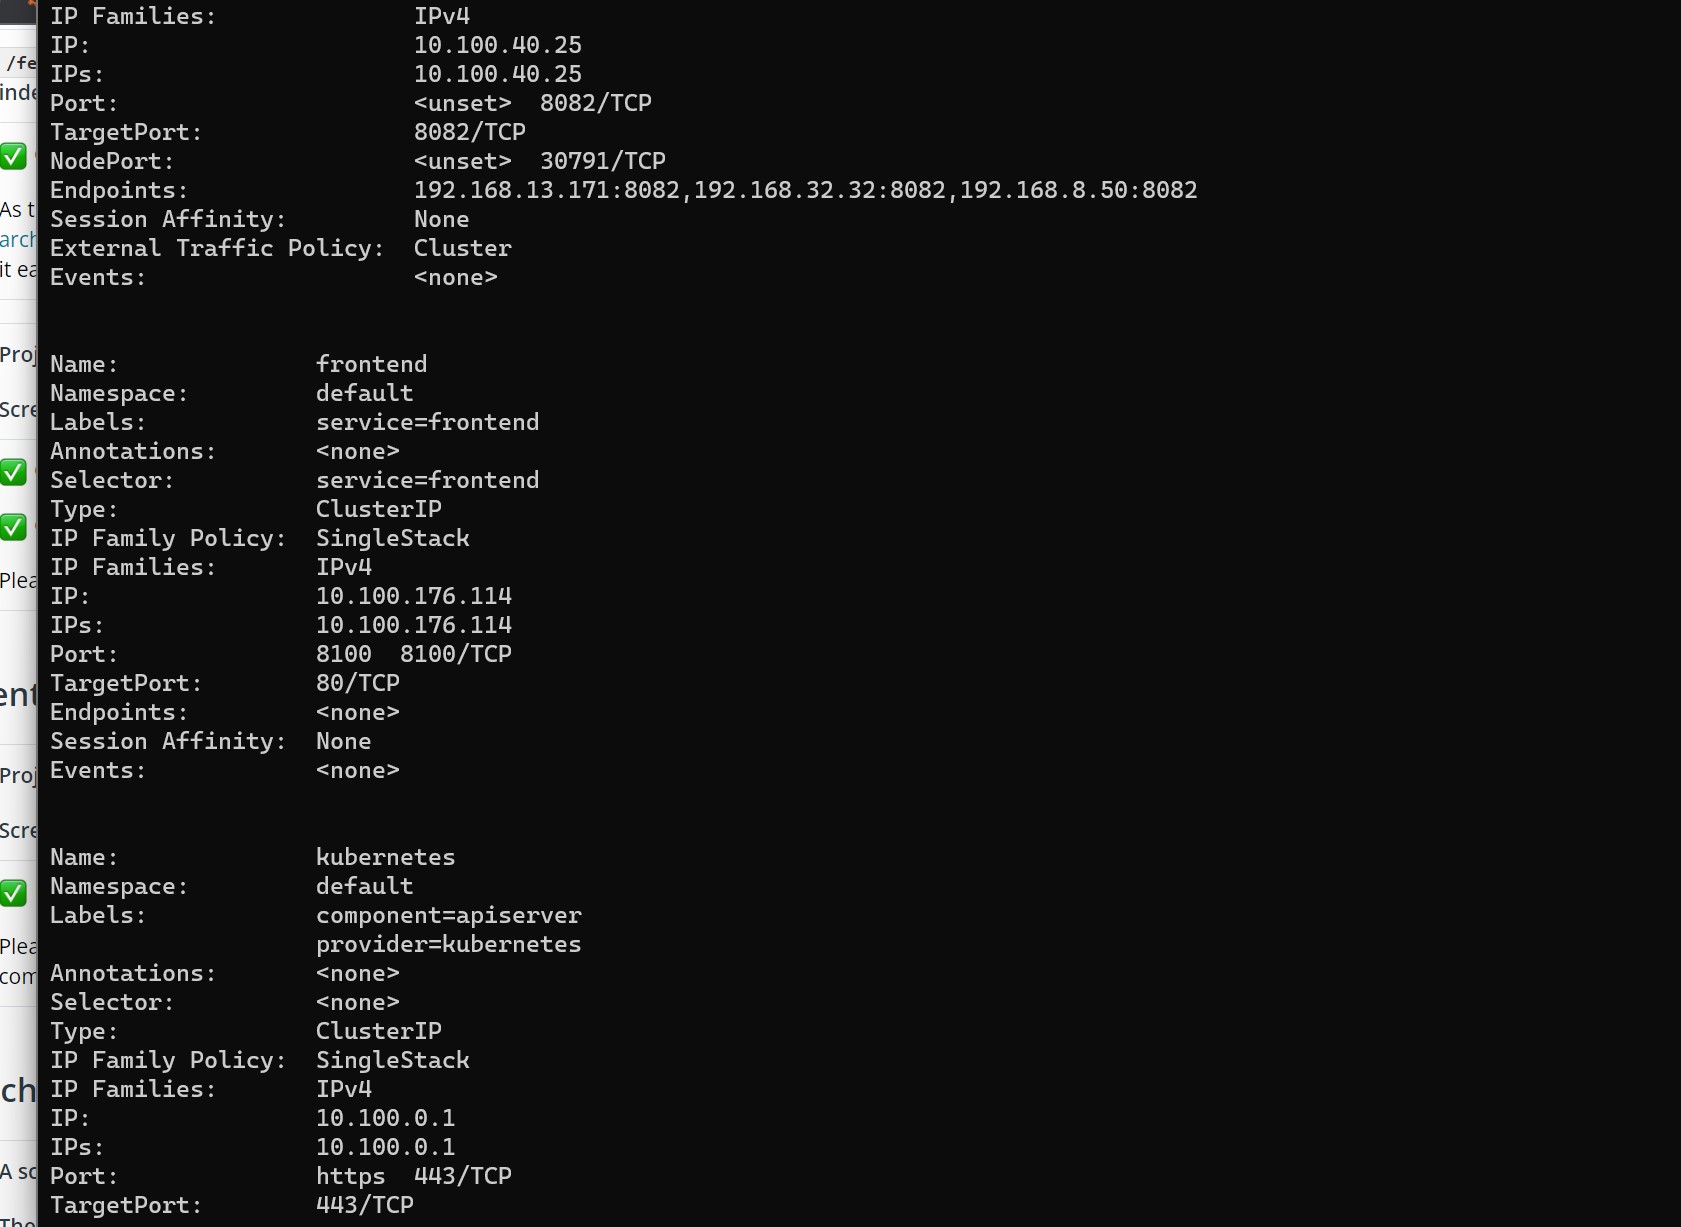 IP Families: IPv4
IP: 10.100.40.25
IPs: 10.100.40.25
Port: <unset> 8082/TCP
TargetPort: 8082/TCP
NodePort: <unset> 30791/TCP
Endpoints: 192.168.13.171:8082,192.168.32.32:8082,192.168.8.50:8082
Session Affinity: None
External Traffic Policy: Cluster
Events: <none>
Name: frontend
Namespace: default
Labels: service=frontend
Annotations: <none>
Selector: service=frontend
Type: ClusterIP
IP Family Policy: SingleStack
IP Families: IPv4
IP: 10.100.176.114
IPs: 10.100.176.114
Port: 8100 8100/TCP
TargetPort: 80/TCP
Endpoints: <none>
Session Affinity: None
Events: <none>
Name: kubernetes
Namespace: default
Labels: component=apiserver
provider=kubernetes
Annotations: <none>
Selector: <none>
Type: ClusterIP
IP Family Policy: SingleStack
IP Families: IPv4
IP: 10.100.0.1
IPs: 10.100.0.1
Port: https 443/TCP
TargetPort: 443/TCP
/fe
inde
As t
arch
it ea
Proj
Scre
Plea
ent
Proj
Scre
Plea
com
ch
A sc
The